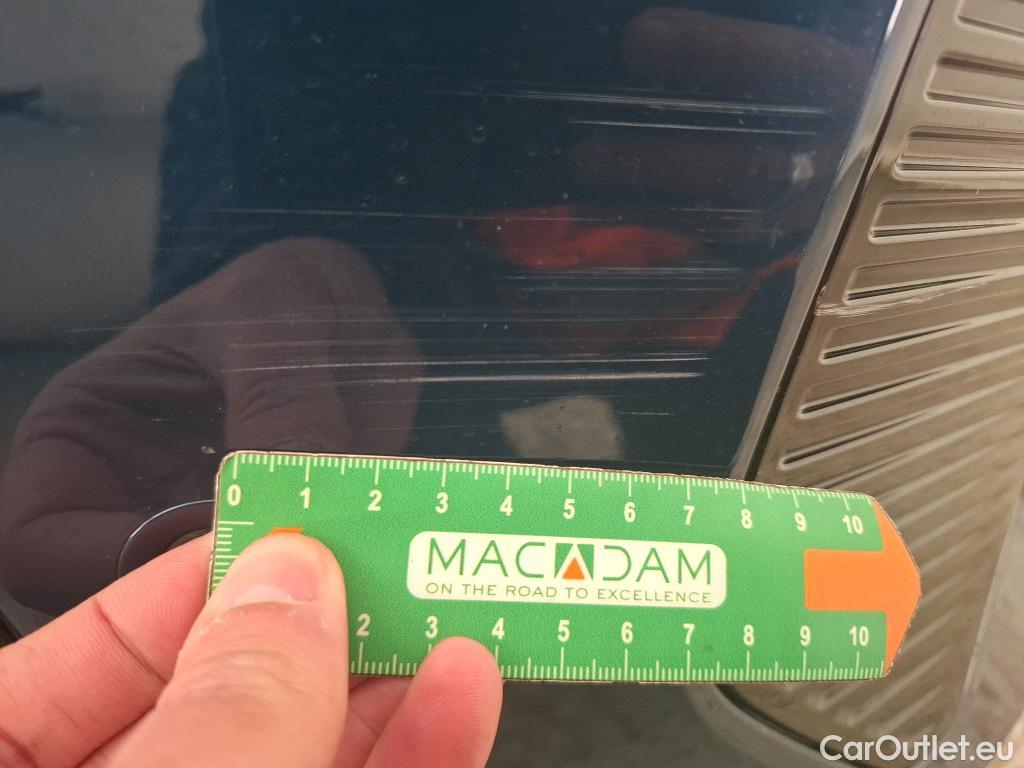 0 1 2 3 4 5 6 7 8 9 10
MACADAM
ON THE ROAD TO EXCELLENCE
2 3 4 5 6 7 8 9 10
CarOutlet.eu